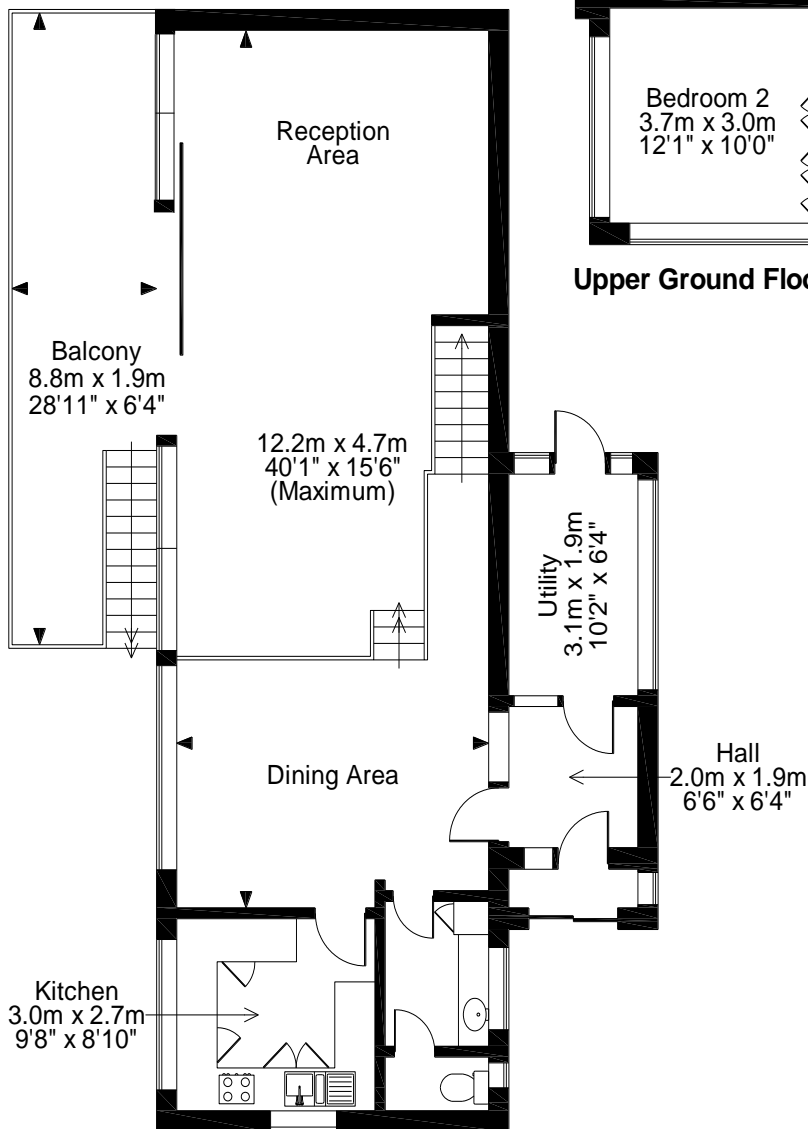 Bedroom 2
3.7m x 3.0m
12'1" x 10'0"
Reception
Area
Upper Ground Floo
Balcony
8.8m x 1.9m
28'11" x 6'4"
12.2m x 4.7m
40'1" x 15'6"
(Maximum)
Utility
3.1m x 1.9m
10'2" x 6'4"
Dining Area
Hall
2.0m x 1.9m
6'6" x 6'4"
Kitchen
3.0m x 2.7m
9'8" x 8'10"